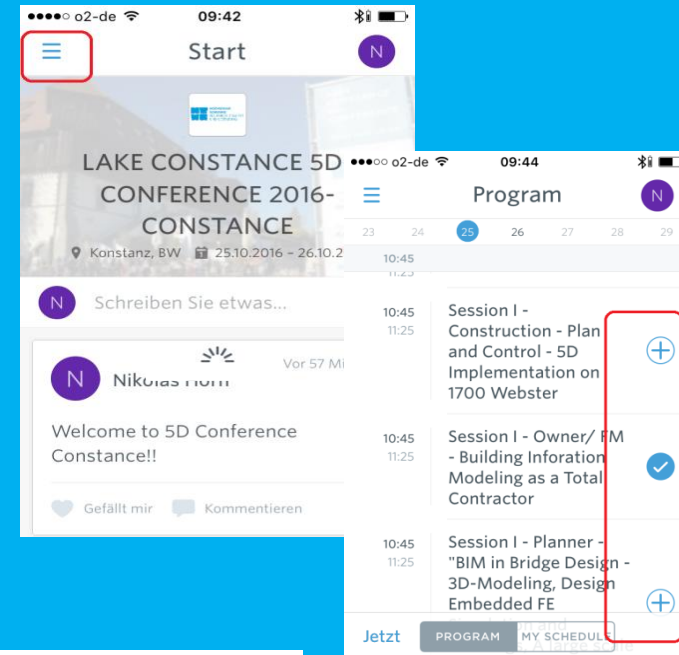 o2-de 09:42
Start
N
LAKE CONSTANCE 5D
CONFERENCE 2016-
CONSTANCE
Konstanz, BW 25.10.2016 – 26.10.2
N Schreiben Sie etwas...
N Nikolas Horn Vor 57 Mi
Welcome to 5D Conference
Constance!!
Gefällt mir Kommentieren
o2-de 09:44
Program
N
23 24 25 26 27 28 29
10:45
11:25
10:45
11:25
Session I -
Construction - Plan
and Control - 5D
Implementation on
1700 Webster
10:45
11:25
Session I - Owner/ FM
- Building Inforation
Modeling as a Total
Contractor
10:45
11:25
Session I - Planner -
"BIM in Bridge Design -
3D-Modeling, Design
Embedded FE
Jetzt PROGRAM MY SCHEDULE